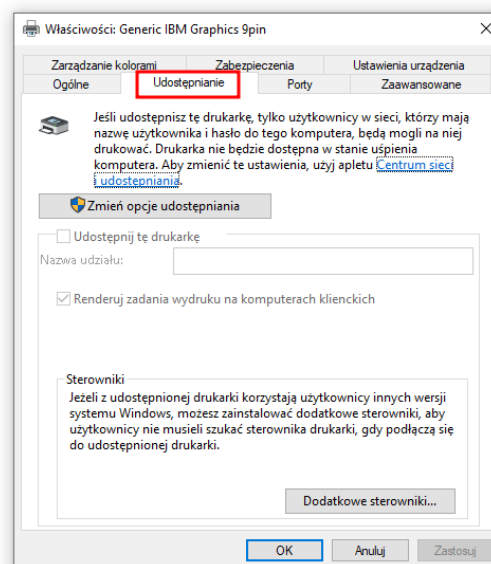 Właściwości: Generic IBM Graphics 9pin
Zarządzanie kolorami Zabezpieczenia Ustawienia urządzenia
Ogólne Udostępnianie Porty Zaawansowane
Jeśli udostępnisz tę drukarkę, tylko użytkownicy w sieci, którzy mają
nazwę użytkownika i hasło do tego komputera, będą mogli na niej
drukować. Drukarka nie będzie dostępna w stanie uśpienia
komputera. Aby zmienić te ustawienia, użyj apletu Centrum sieci
i udostępniania.
Zmień opcje udostępniania
Udostępnij tę drukarkę
Nazwa udziału:
Renderuj zadania wydruku na komputerach klienckich
Sterowniki
Jeżeli z udostępnionej drukarki korzystają użytkownicy innych wersji
systemu Windows, możesz zainstalować dodatkowe sterowniki, aby
użytkownicy nie musieli szukać sterownika drukarki, gdy podłączą się
do udostępnionej drukarki.
Dodatkowe sterowniki...
OK Anuluj Zastosuj